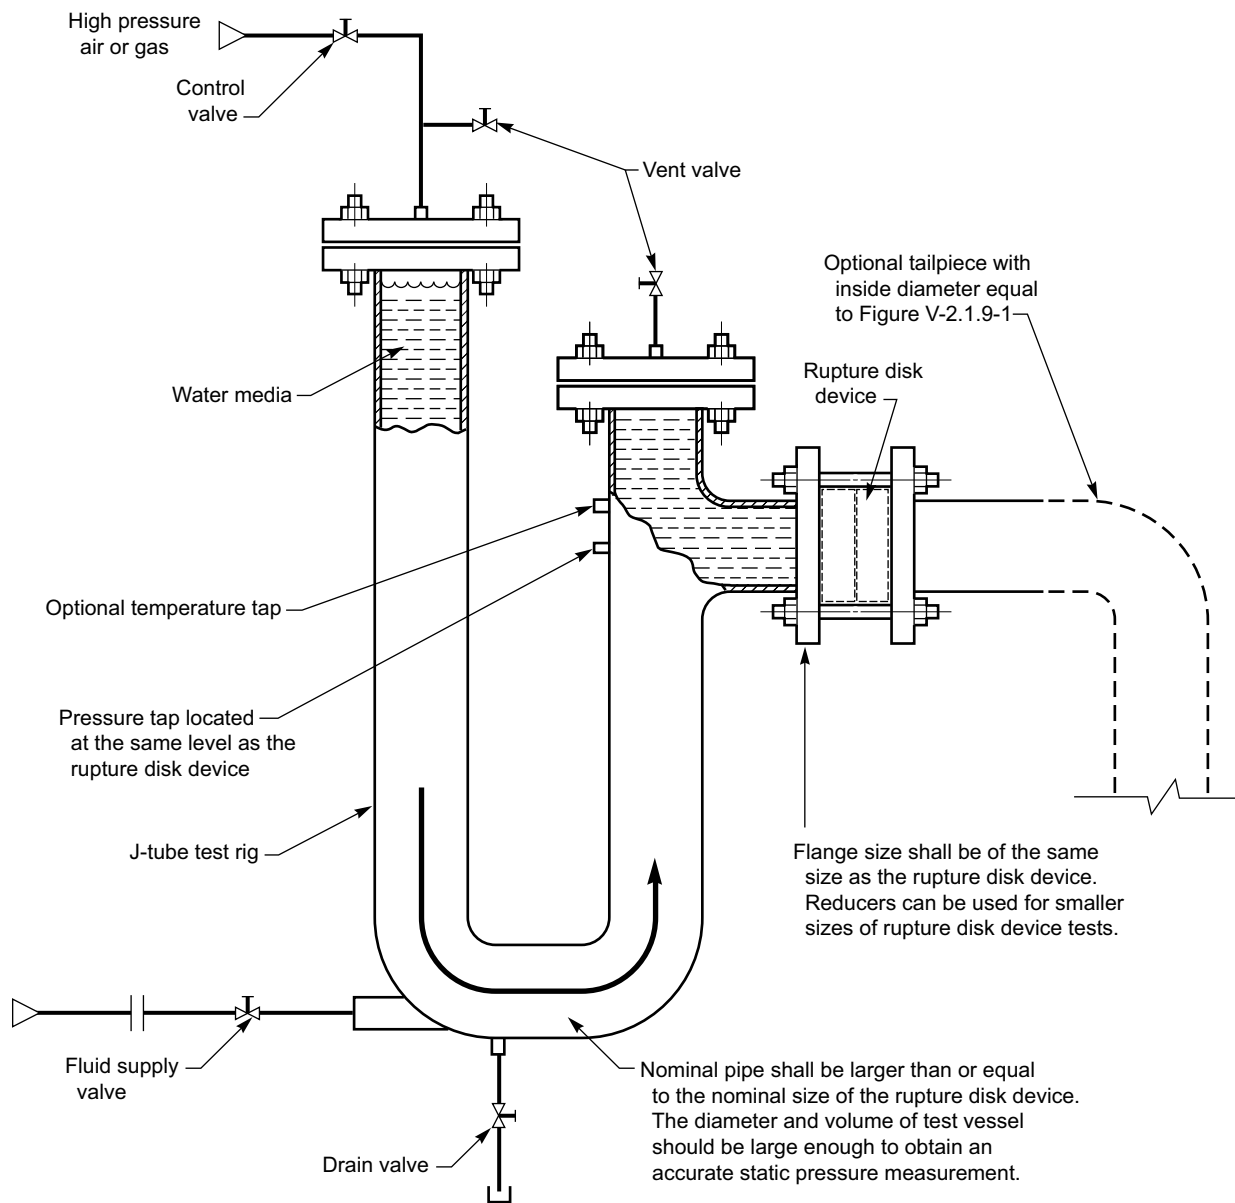 High pressure
air or gas
Control
valve
Vent valve
Optional tailpiece with
inside diameter equal
to Figure V-2.1.9-1
Rupture disk
device
Water media
Optional temperature tap
Pressure tap located
at the same level as the
rupture disk device
J-tube test rig
Flange size shall be of the same
size as the rupture disk device.
Reducers can be used for smaller
sizes of rupture disk device tests.
Fluid supply
valve
Nominal pipe shall be larger than or equal
to the nominal size of the rupture disk device.
The diameter and volume of test vessel
should be large enough to obtain an
accurate static pressure measurement.
Drain valve